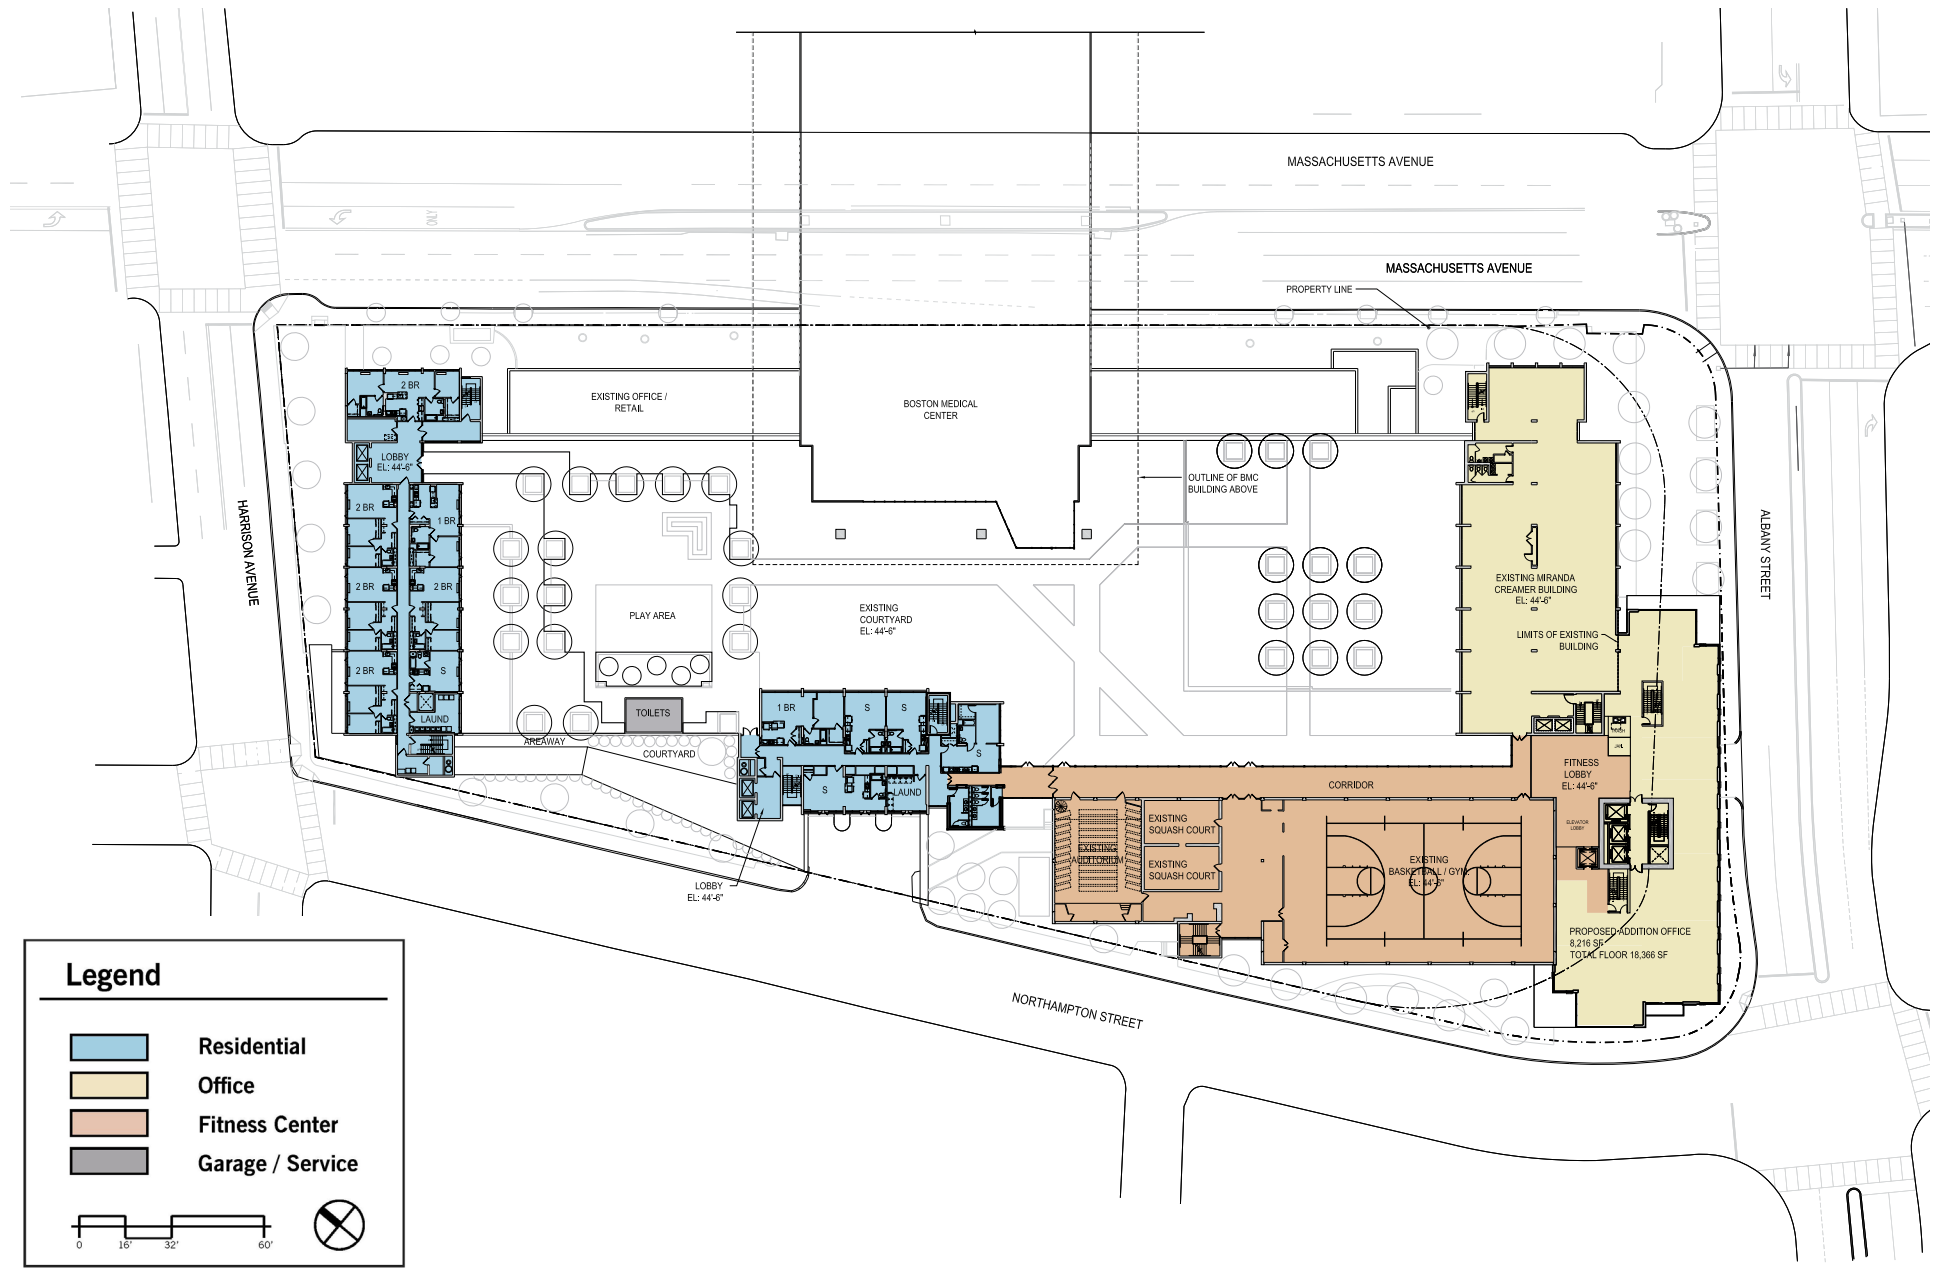 MASSACHUSETTS AVENUE
ONLY
MASSACHUSETTS AVENUE
PROPERTY LINE
2 BR
EXISTING OFFICE /
RETAIL
BOSTON MEDICAL
CENTER
LOBBY
EL: 44'-6"
OUTLINE OF BMC
BUILDING ABOVE
2 BR
1 BR
HARRISON AVENUE
ALBANY STREET
2 BR
2 BR
PLAY AREA
EXISTING
COURTYARD
EL: 44'-6"
EXISTING MIRANDA
CREAMER BUILDING
EL: 44'-6"
LIMITS OF EXISTING
BUILDING
2 BR
S
LAUND
TOILETS
1 BR
S
S
S
AREAWAY
COURTYARD
S
LAUND
CORRIDOR
FITNESS
LOBBY
EL: 44'-6"
TRASH
JAN.
ELEVATOR
LOBBY
EXISTING
SQUASH COURT
EXISTING
AUDITORIUM
EXISTING
SQUASH COURT
EXISTING
BASKETBALL / GYM.
EL: 44'-6"
LOBBY
EL: 44'-6"
PROPOSED ADDITION OFFICE
8,216 SF
TOTAL FLOOR 18,366 SF
NORTHAMPTON STREET
Legend
Residential
Office
Fitness Center
Garage / Service
0 16' 32' 60'